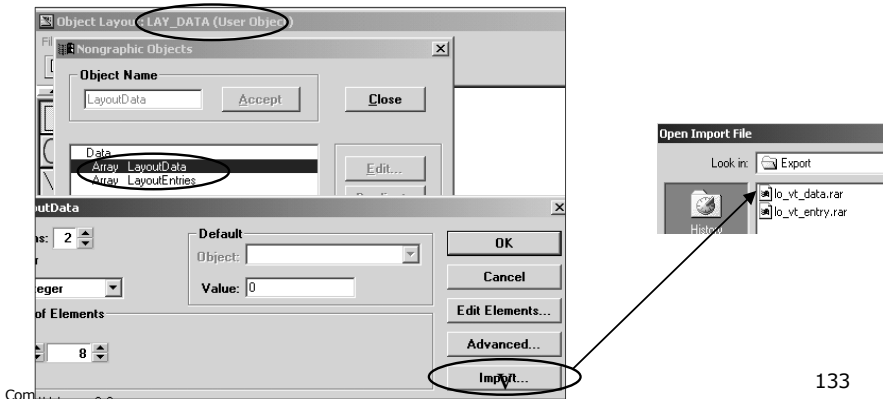 Object Layout: LAY_DATA (User Object)
Nongraphic Objects
Object Name
LayoutData
Accept
Close
Data
Array LayoutData
Array LayoutEntries
Edit...
outData
ns: 2
Default
Object:
Value: 0
OK
Cancel
Edit Elements...
Advanced...
Import...
eger
of Elements
8
Open Import File
Look in: Export
lo_vt_data.rar
lo_vt_entry.rar
History
133
Com